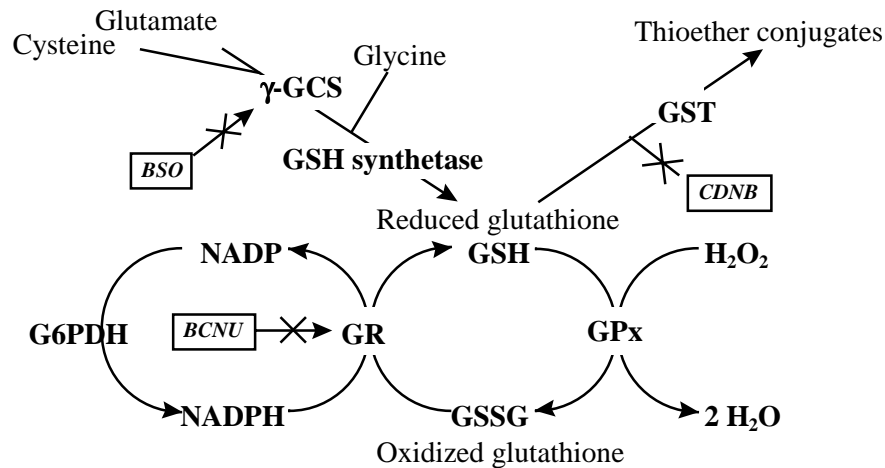 Glutamate
Thioether conjugates
Cysteine
Glycine
γ-GCS
GST
BSO
GSH synthetase
CDNB
Reduced glutathione
NADP
GSH
H₂O₂
G6PDH
BCNU
GR
GPx
NADPH
GSSG
2 H₂O
Oxidized glutathione